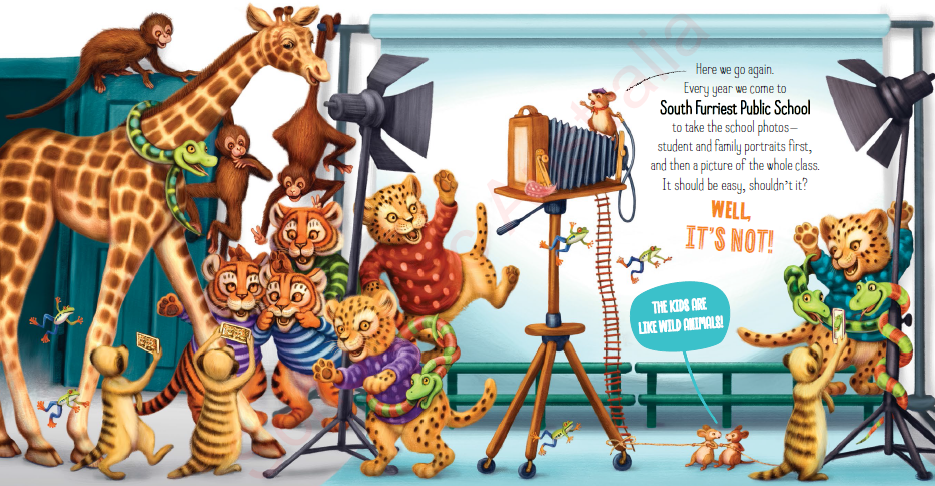 Here we go again.
Every year we come to
South Furriest Public School
to take the school photos—
student and family portraits first,
and then a picture of the whole class.
It should be easy, shouldn't it?
WELL,
IT'S NOT!
THE KIDS ARE
LIKE WILD ANIMALS!